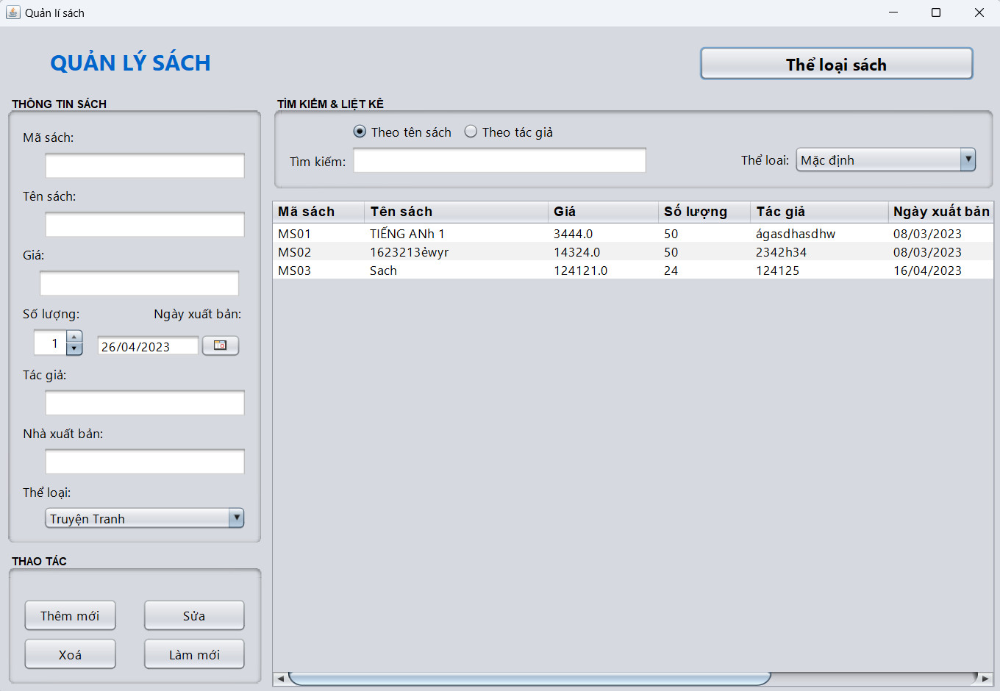 Quản lí sách
QUẢN LÝ SÁCH
Thể loại sách
THÔNG TIN SÁCH
Mã sách:
Tên sách:
Giá:
Số lượng: Ngày xuất bản:
1 26/04/2023
Tác giả:
Nhà xuất bản:
Thể loại:
Truyện Tranh
THAO TÁC
Thêm mới Sửa
Xoá Làm mới
TÌM KIẾM & LIỆT KÊ
Theo tên sách Theo tác giả
Tìm kiếm: Thể loai: Mặc định
Mã sách Tên sách Giá Số lượng Tác giả Ngày xuất bản
MS01 TIẾNG ANh 1 3444.0 50 ágasdhasdhw 08/03/2023
MS02 1623213ẻwyr 14324.0 50 2342h34 08/03/2023
MS03 Sach 124121.0 24 124125 16/04/2023